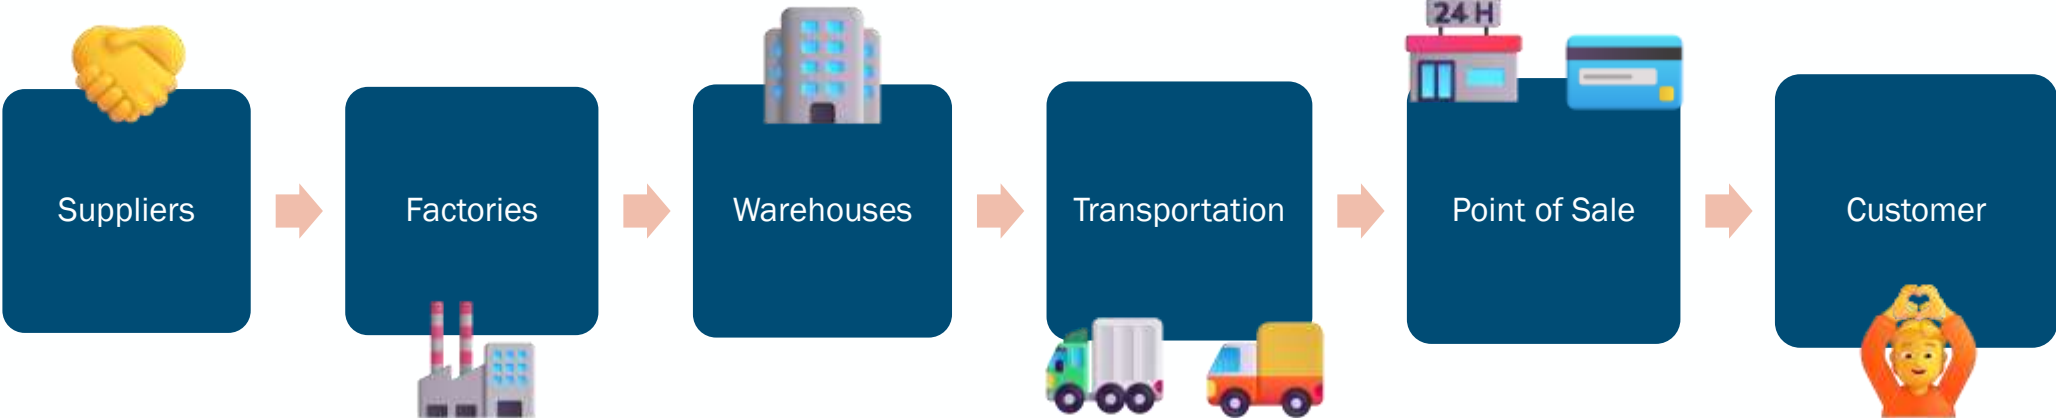 24 H
Suppliers
Factories
Warehouses
Transportation
Point of Sale
Customer